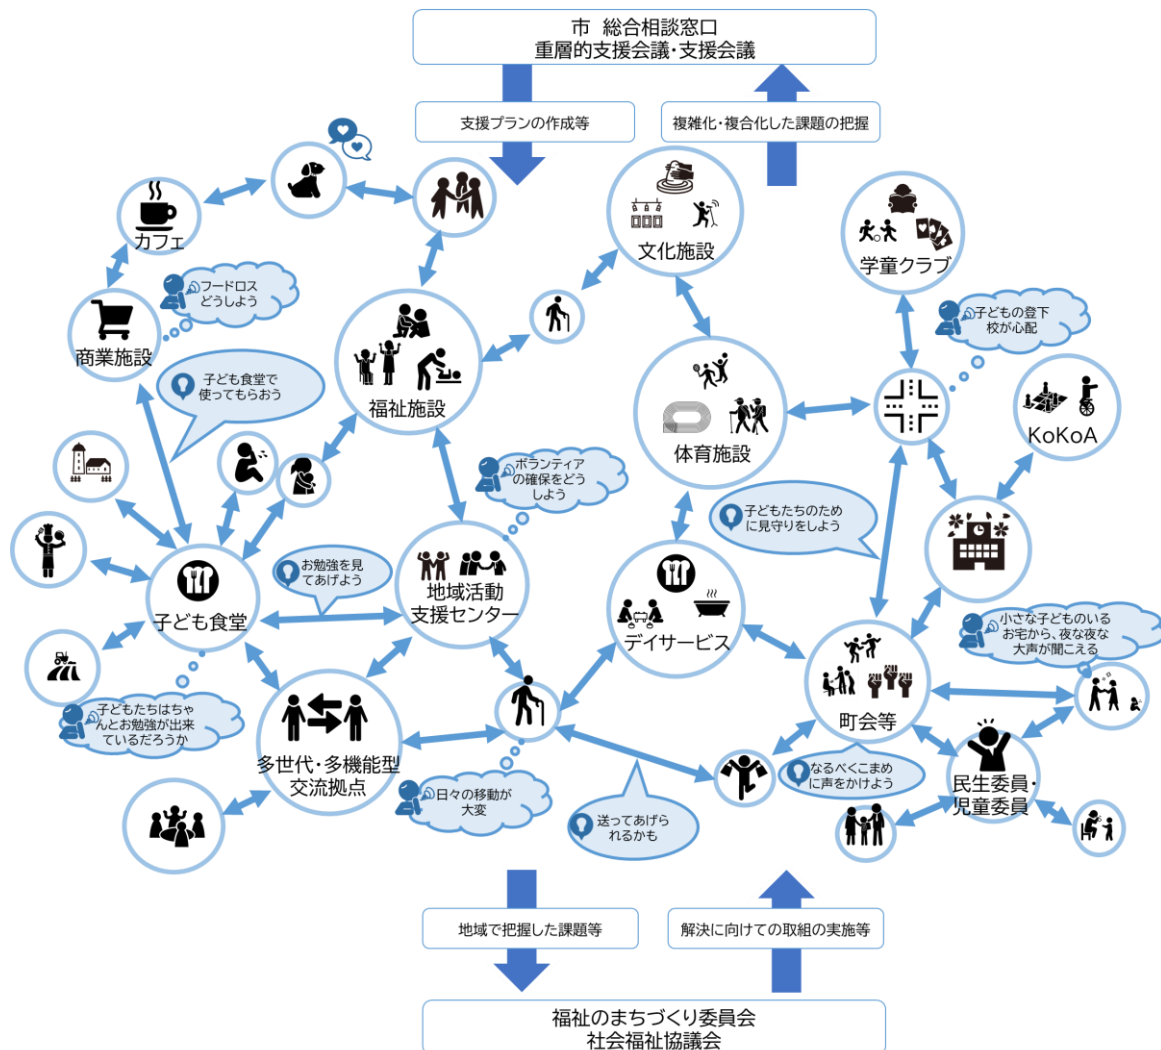 市 総合相談窓口
重層的支援会議・支援会議
支援プランの作成等
複雑化・複合化した課題の把握
カフェ
文化施設
学童クラブ
フードロス
どうしよう
子どもの登下
校が心配
商業施設
子ども食堂で
使ってもらおう
福祉施設
体育施設
KoKoA
ボランティア
の確保をどう
しよう
子どもたちのため
に見守りをしよう
お勉強を見
てあげよう
子ども食堂
地域活動
支援センター
デイサービス
小さな子どものいる
お宅から、夜な夜な
大声が聞こえる
子どもたちはちゃ
んとお勉強が出来
ているだろうか
町会等
多世代・多機能型
交流拠点
日々の移動が
大変
なるべくこまめ
に声をかけよう
民生委員・
児童委員
送ってあげら
れるかも
地域で把握した課題等
解決に向けての取組の実施等
福祉のまちづくり委員会
社会福祉協議会